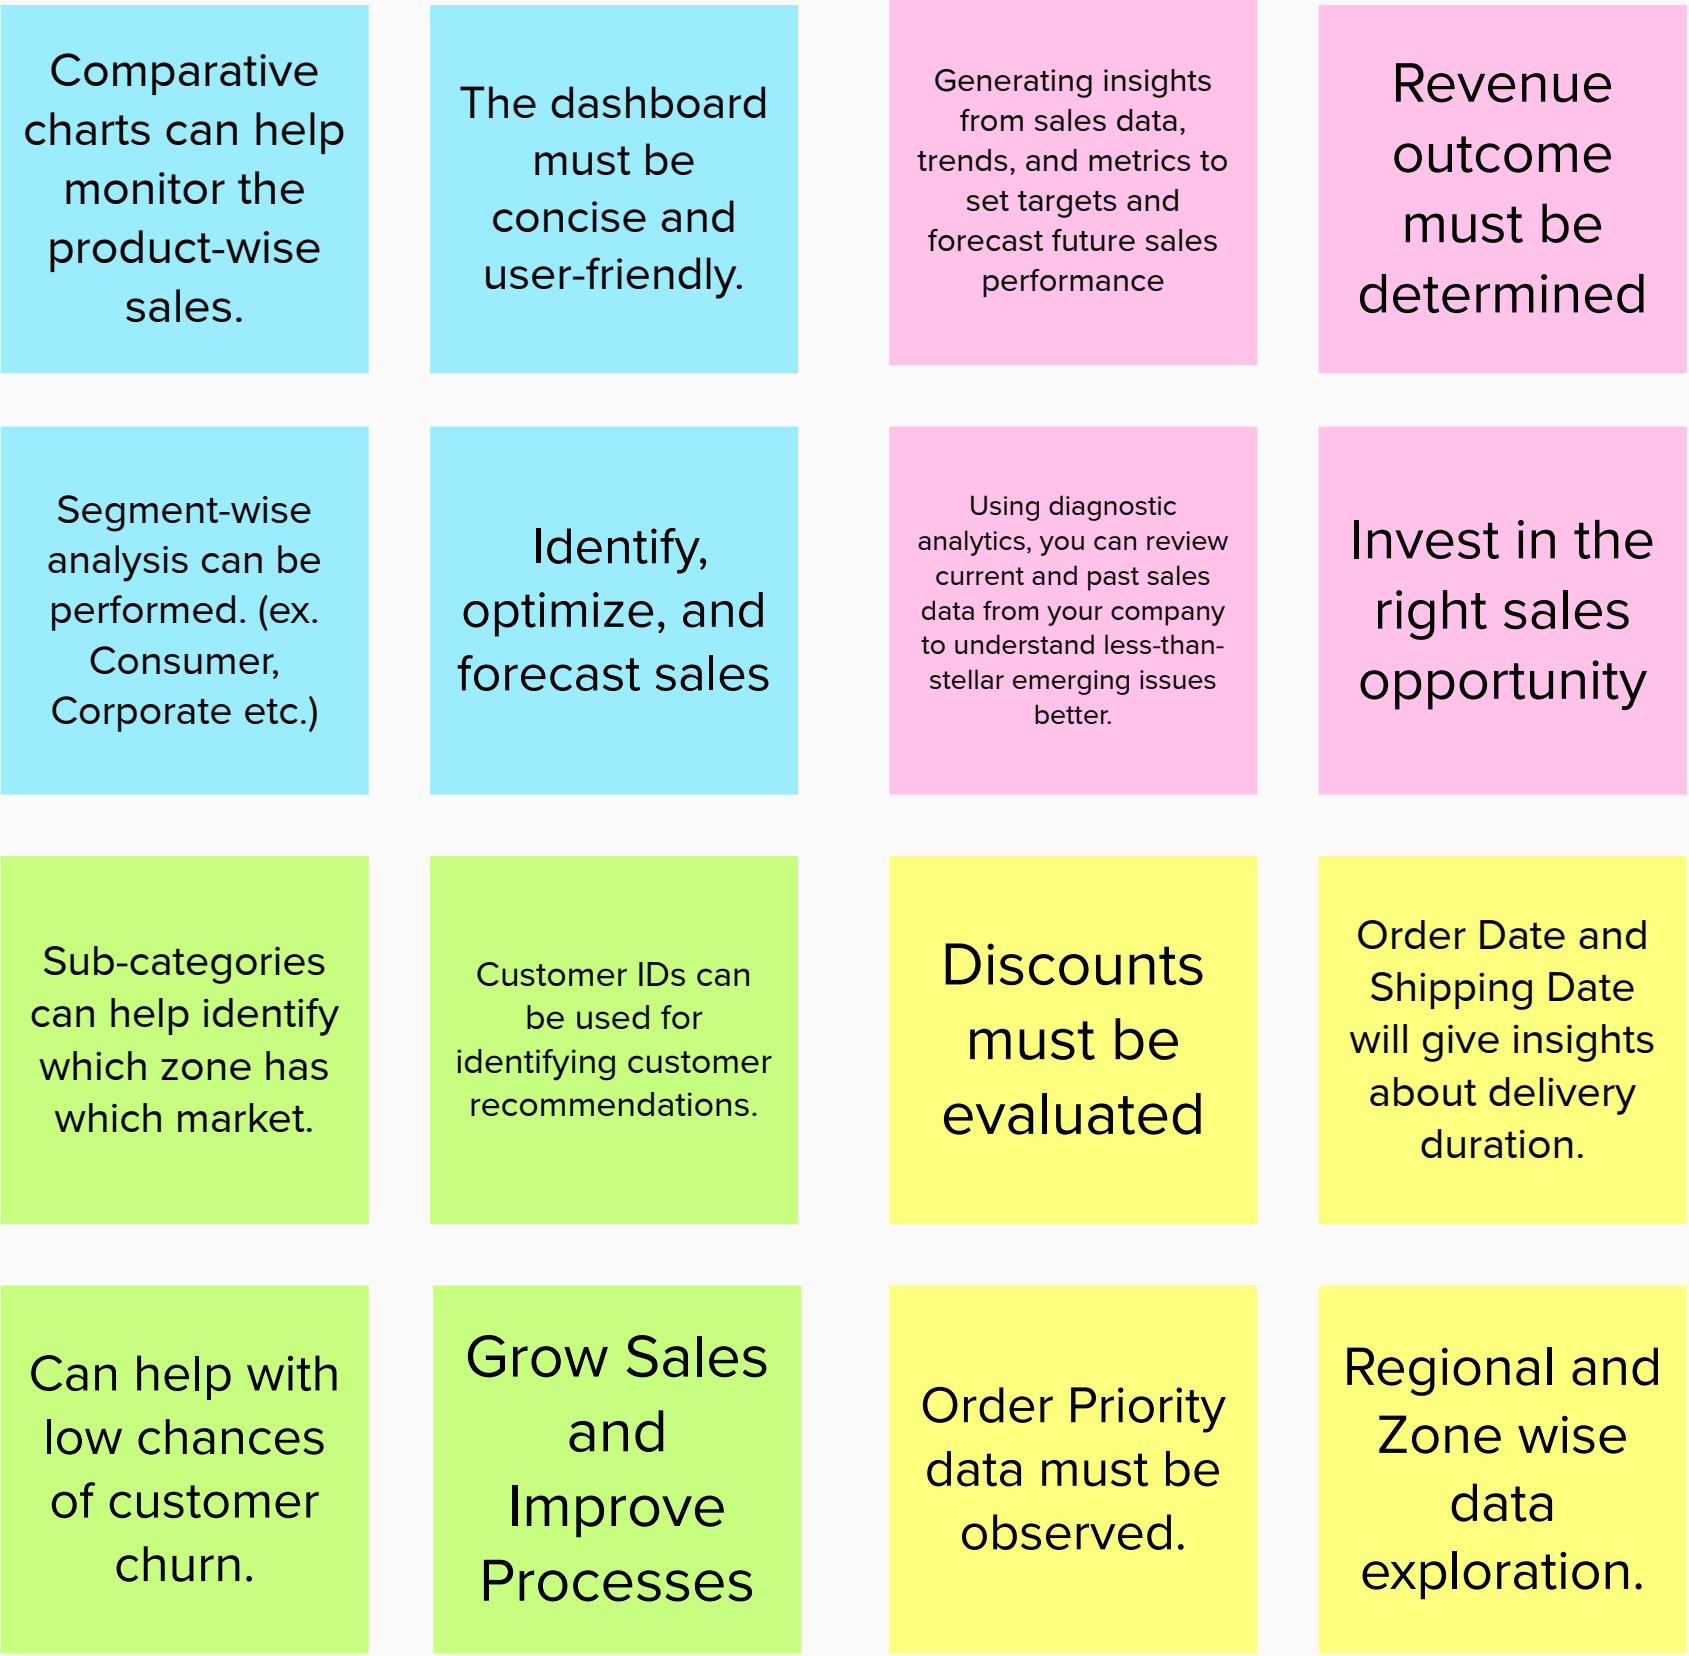 Comparative
charts can help
monitor the
product-wise
sales.
The dashboard
must be
concise and
user-friendly.
Generating insights
from sales data,
trends, and metrics to
set targets and
forecast future sales
performance
Revenue
outcome
must be
determined
Segment-wise
analysis can be
performed. (ex.
Consumer,
Corporate etc.)
Identify,
optimize, and
forecast sales
Using diagnostic
analytics, you can review
current and past sales
data from your company
to understand less-than-
stellar emerging issues
better.
Invest in the
right sales
opportunity
Sub-categories
can help identify
which zone has
which market.
Customer IDs can
be used for
identifying customer
recommendations.
Discounts
must be
evaluated
Order Date and
Shipping Date
will give insights
about delivery
duration.
Can help with
low chances
of customer
churn.
Grow Sales
and
Improve
Processes
Order Priority
data must be
observed.
Regional and
Zone wise
data
exploration.